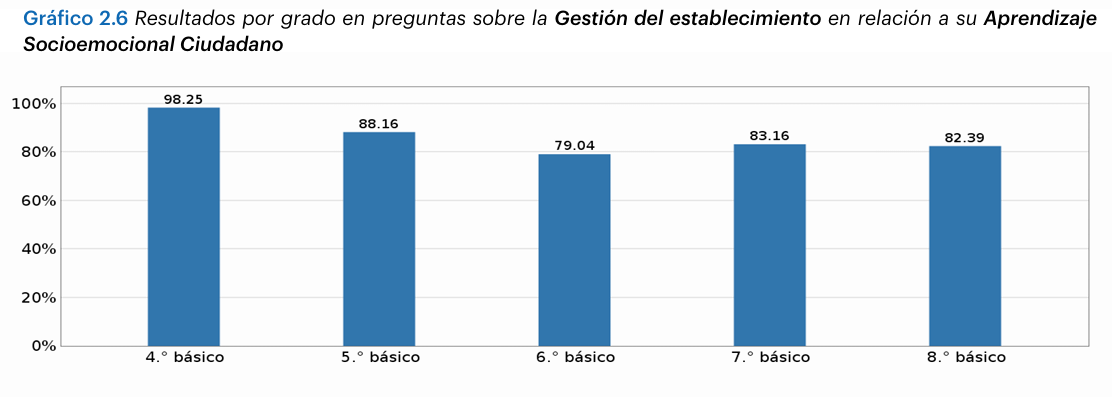 Gráfico 2.6 Resultados por grado en preguntas sobre la Gestión del establecimiento en relación a su Aprendizaje
Socioemocional Ciudadano
98.25
88.16
79.04
83.16
82.39
100%
80%
60%
40%
20%
0%
4.° básico
5.° básico
6.° básico
7.° básico
8.° básico